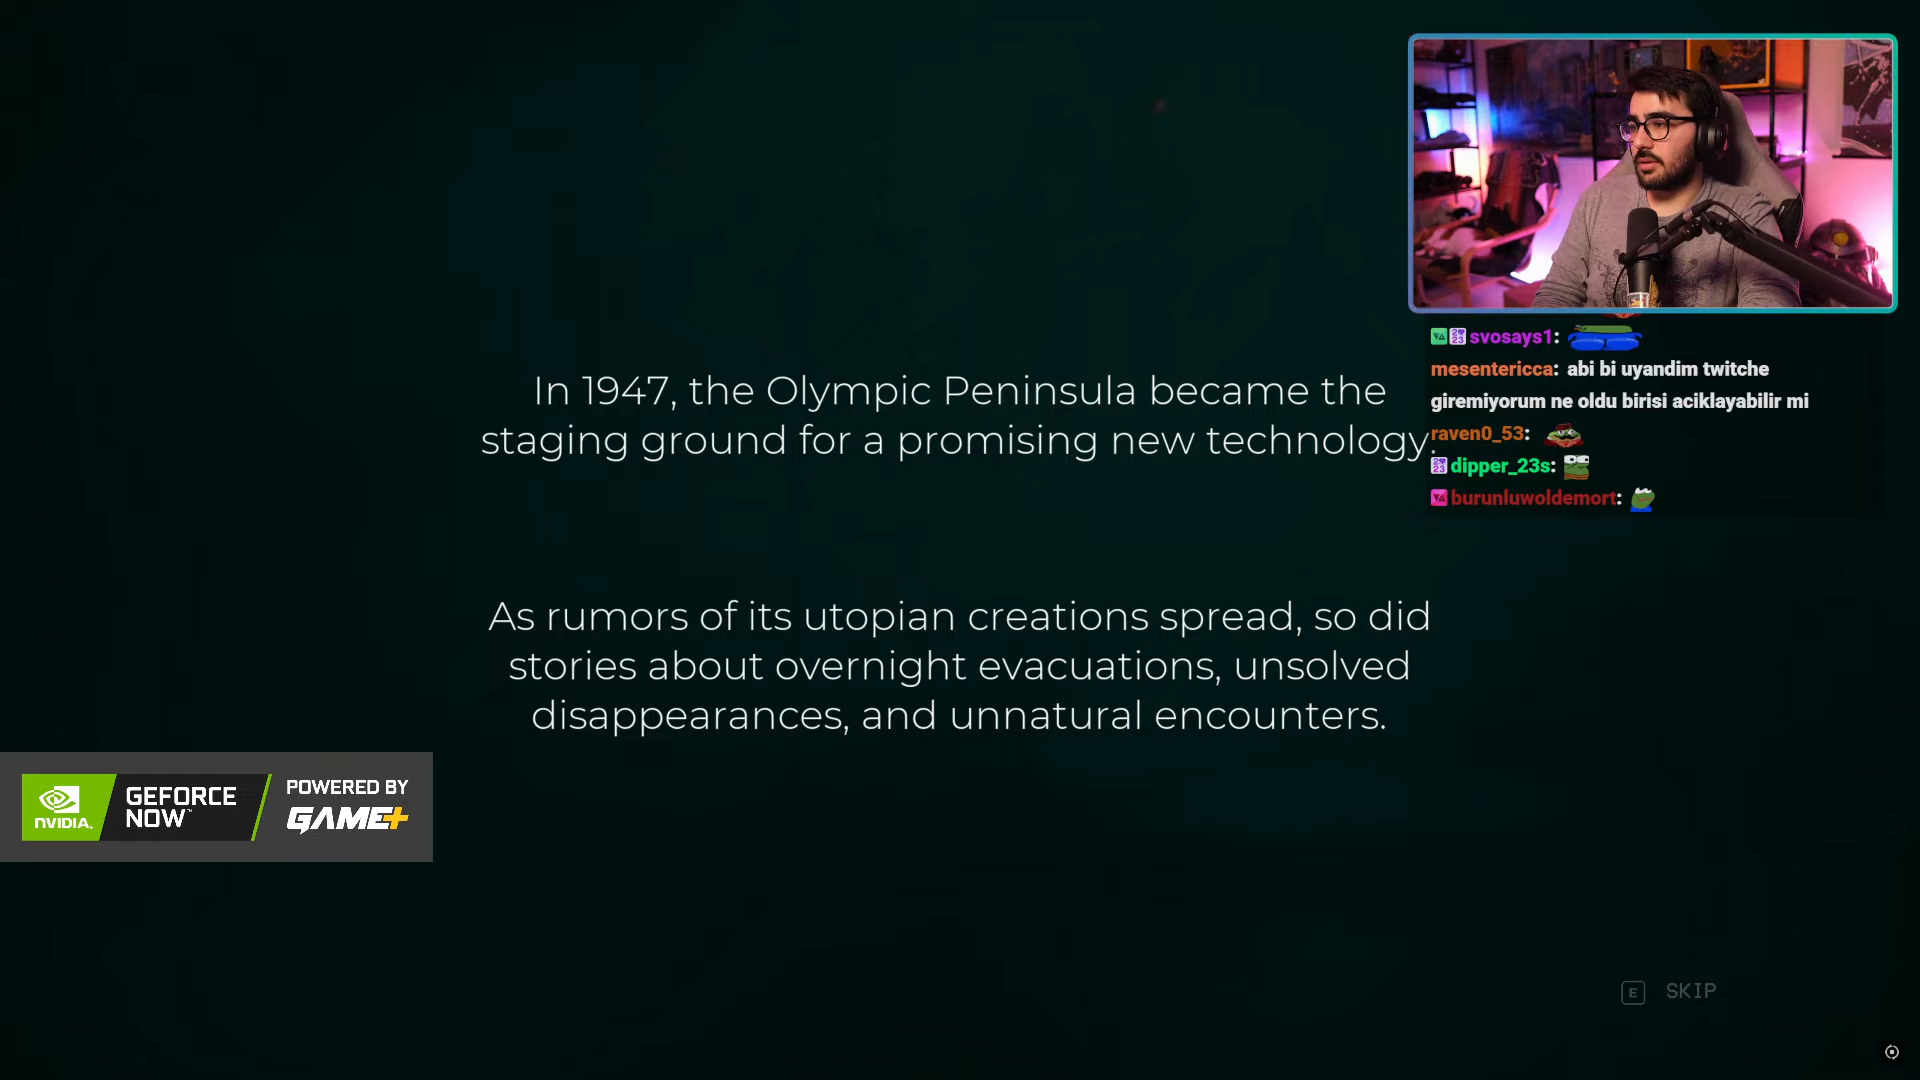 In 1947, the Olympic Peninsula became the
staging ground for a promising new technology.
As rumors of its utopian creations spread, so did
stories about overnight evacuations, unsolved
disappearances, and unnatural encounters.
svosays1:
mesentericca: abi bi uyandim twitche
giremiyorum ne oldu birisi aciklayabilir mi
raven0_53:
dipper_23s:
burunluwoldemort:
NVIDIA.
GEFORCE
NOW™
POWERED BY
GAME+
E SKIP